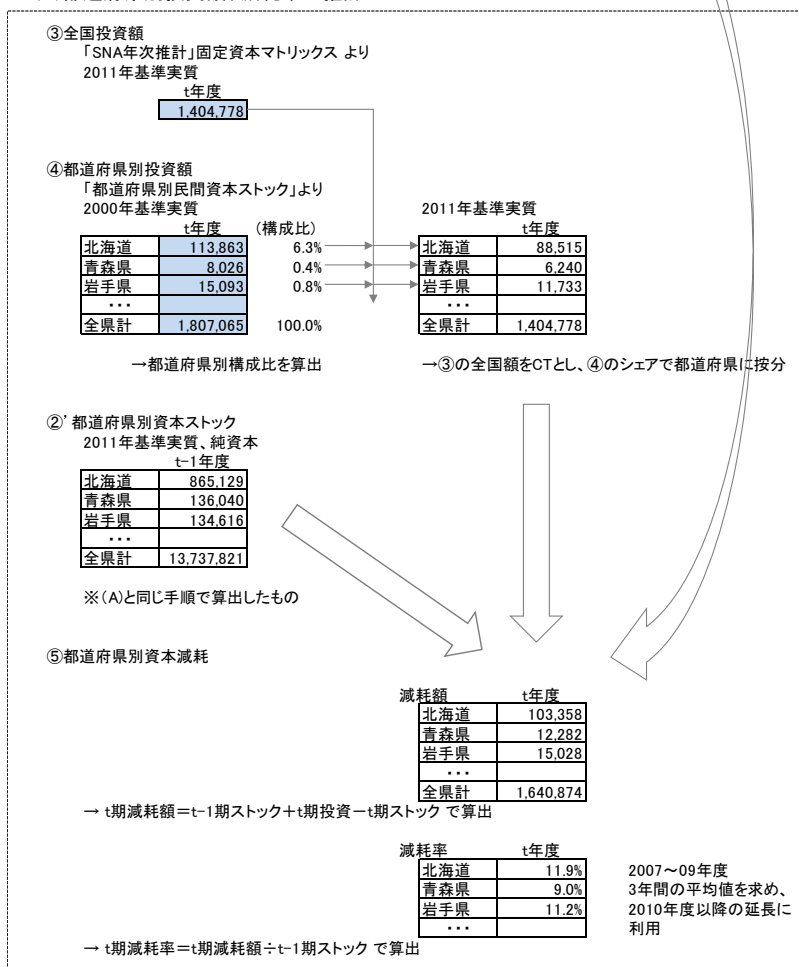 ③全国投資額
「SNA年次推計」固定資本マトリックス より
2011年基準実質
t年度
1,404,778
④都道府県別投資額
「都道府県別民間資本ストック」より
2000年基準実質
t年度 (構成比)
北海道 113,863 6.3%
青森県 8,026 0.4%
岩手県 15,093 0.8%
・・・
全県計 1,807,065 100.0%
2011年基準実質
t年度
北海道 88,515
青森県 6,240
岩手県 11,733
・・・
全県計 1,404,778
→都道府県別構成比を算出
→③の全国額をCTとし、④のシェアで都道府県に按分
②'都道府県別資本ストック
2011年基準実質、純資本
t-1年度
北海道 865,129
青森県 136,040
岩手県 134,616
・・・
全県計 13,737,821
※(A)と同じ手順で算出したもの
⑤都道府県別資本減耗
減耗額 t年度
北海道 103,358
青森県 12,282
岩手県 15,028
・・・
全県計 1,640,874
→ t期減耗額=t-1期ストック+t期投資-t期ストック で算出
減耗率 t年度
北海道 11.9%
青森県 9.0%
岩手県 11.2%
・・・
2007～09年度
3年間の平均値を求め、
2010年度以降の延長に
利用
→ t期減耗率=t期減耗額÷t-1期ストック で算出